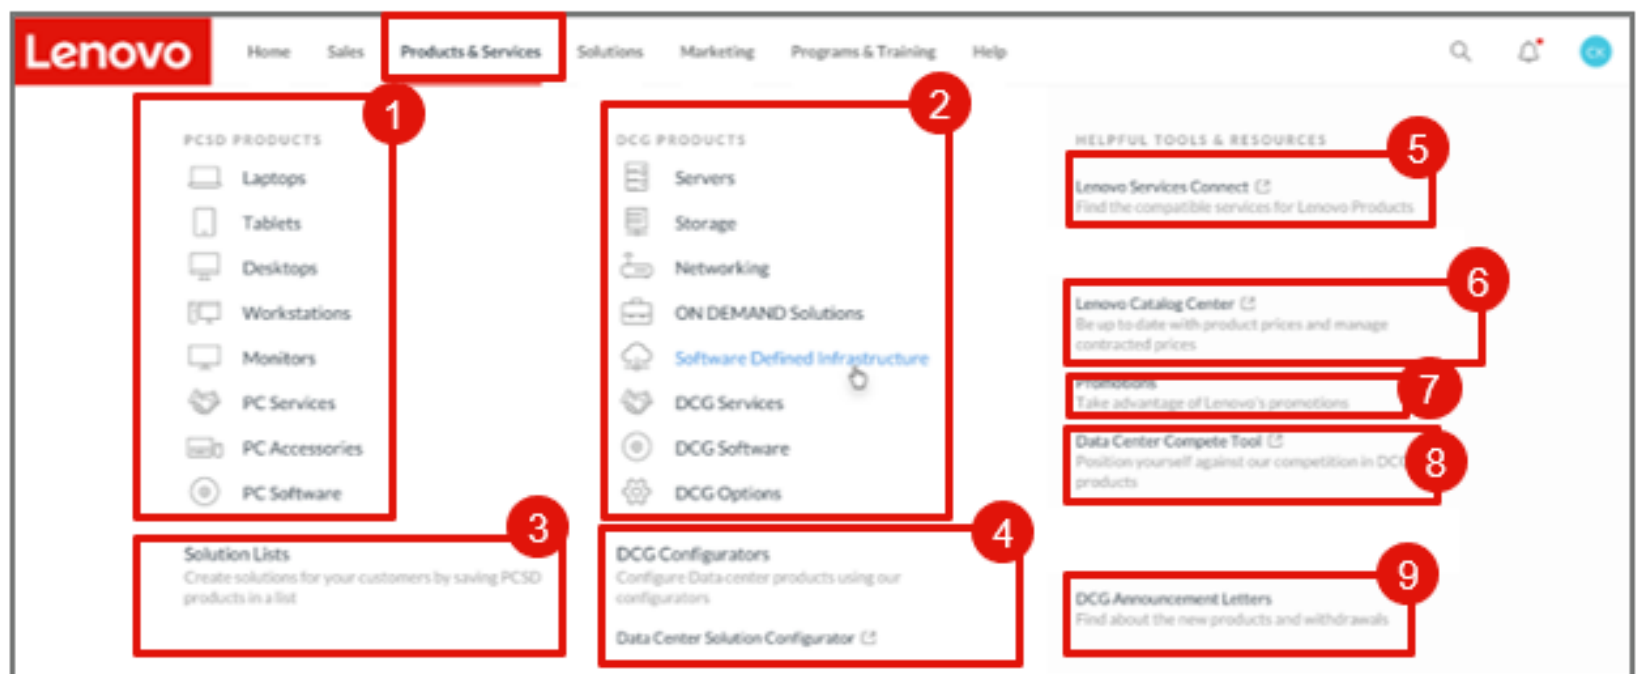 Lenovo
Home Sales Products & Services Solutions Marketing Programs & Training Help
CK
1
PCSD PRODUCTS
Laptops
Tablets
Desktops
Workstations
Monitors
PC Services
PC Accessories
PC Software
3
Solution Lists
Create solutions for your customers by saving PCSD
products in a list
2
DCG PRODUCTS
Servers
Storage
Networking
ON DEMAND Solutions
Software Defined Infrastructure
DCG Services
DCG Software
DCG Options
4
DCG Configurators
Configure Data center products using our
configurators
Data Center Solution Configurator
HELPFUL TOOLS & RESOURCES
5
Lenovo Services Connect
Find the compatible services for Lenovo Products
6
Lenovo Catalog Center
Be up to date with product prices and manage
contracted prices
7
Promotions
Take advantage of Lenovo's promotions
8
Data Center Compete Tool
Position yourself against our competition in DCG
products
9
DCG Announcement Letters
Find about the new products and withdrawals